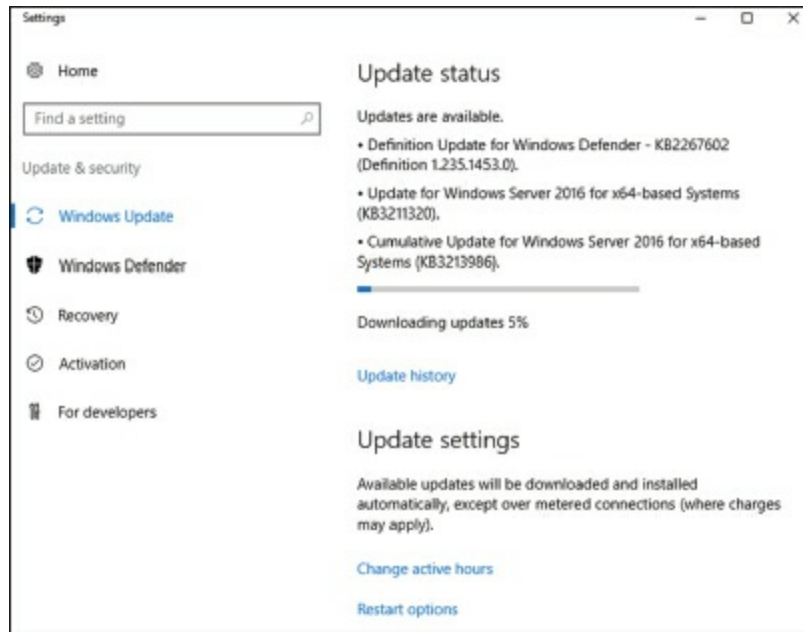 Settings
Home
Find a setting
Update & security
Windows Update
Windows Defender
Recovery
Activation
For developers
Update status
Updates are available.
• Definition Update for Windows Defender - KB2267602
(Definition 1.235.1453.0).
• Update for Windows Server 2016 for x64-based Systems
(KB3211320).
• Cumulative Update for Windows Server 2016 for x64-based
Systems (KB3213986).
Downloading updates 5%
Update history
Update settings
Available updates will be downloaded and installed
automatically, except over metered connections (where charges
may apply).
Change active hours
Restart options